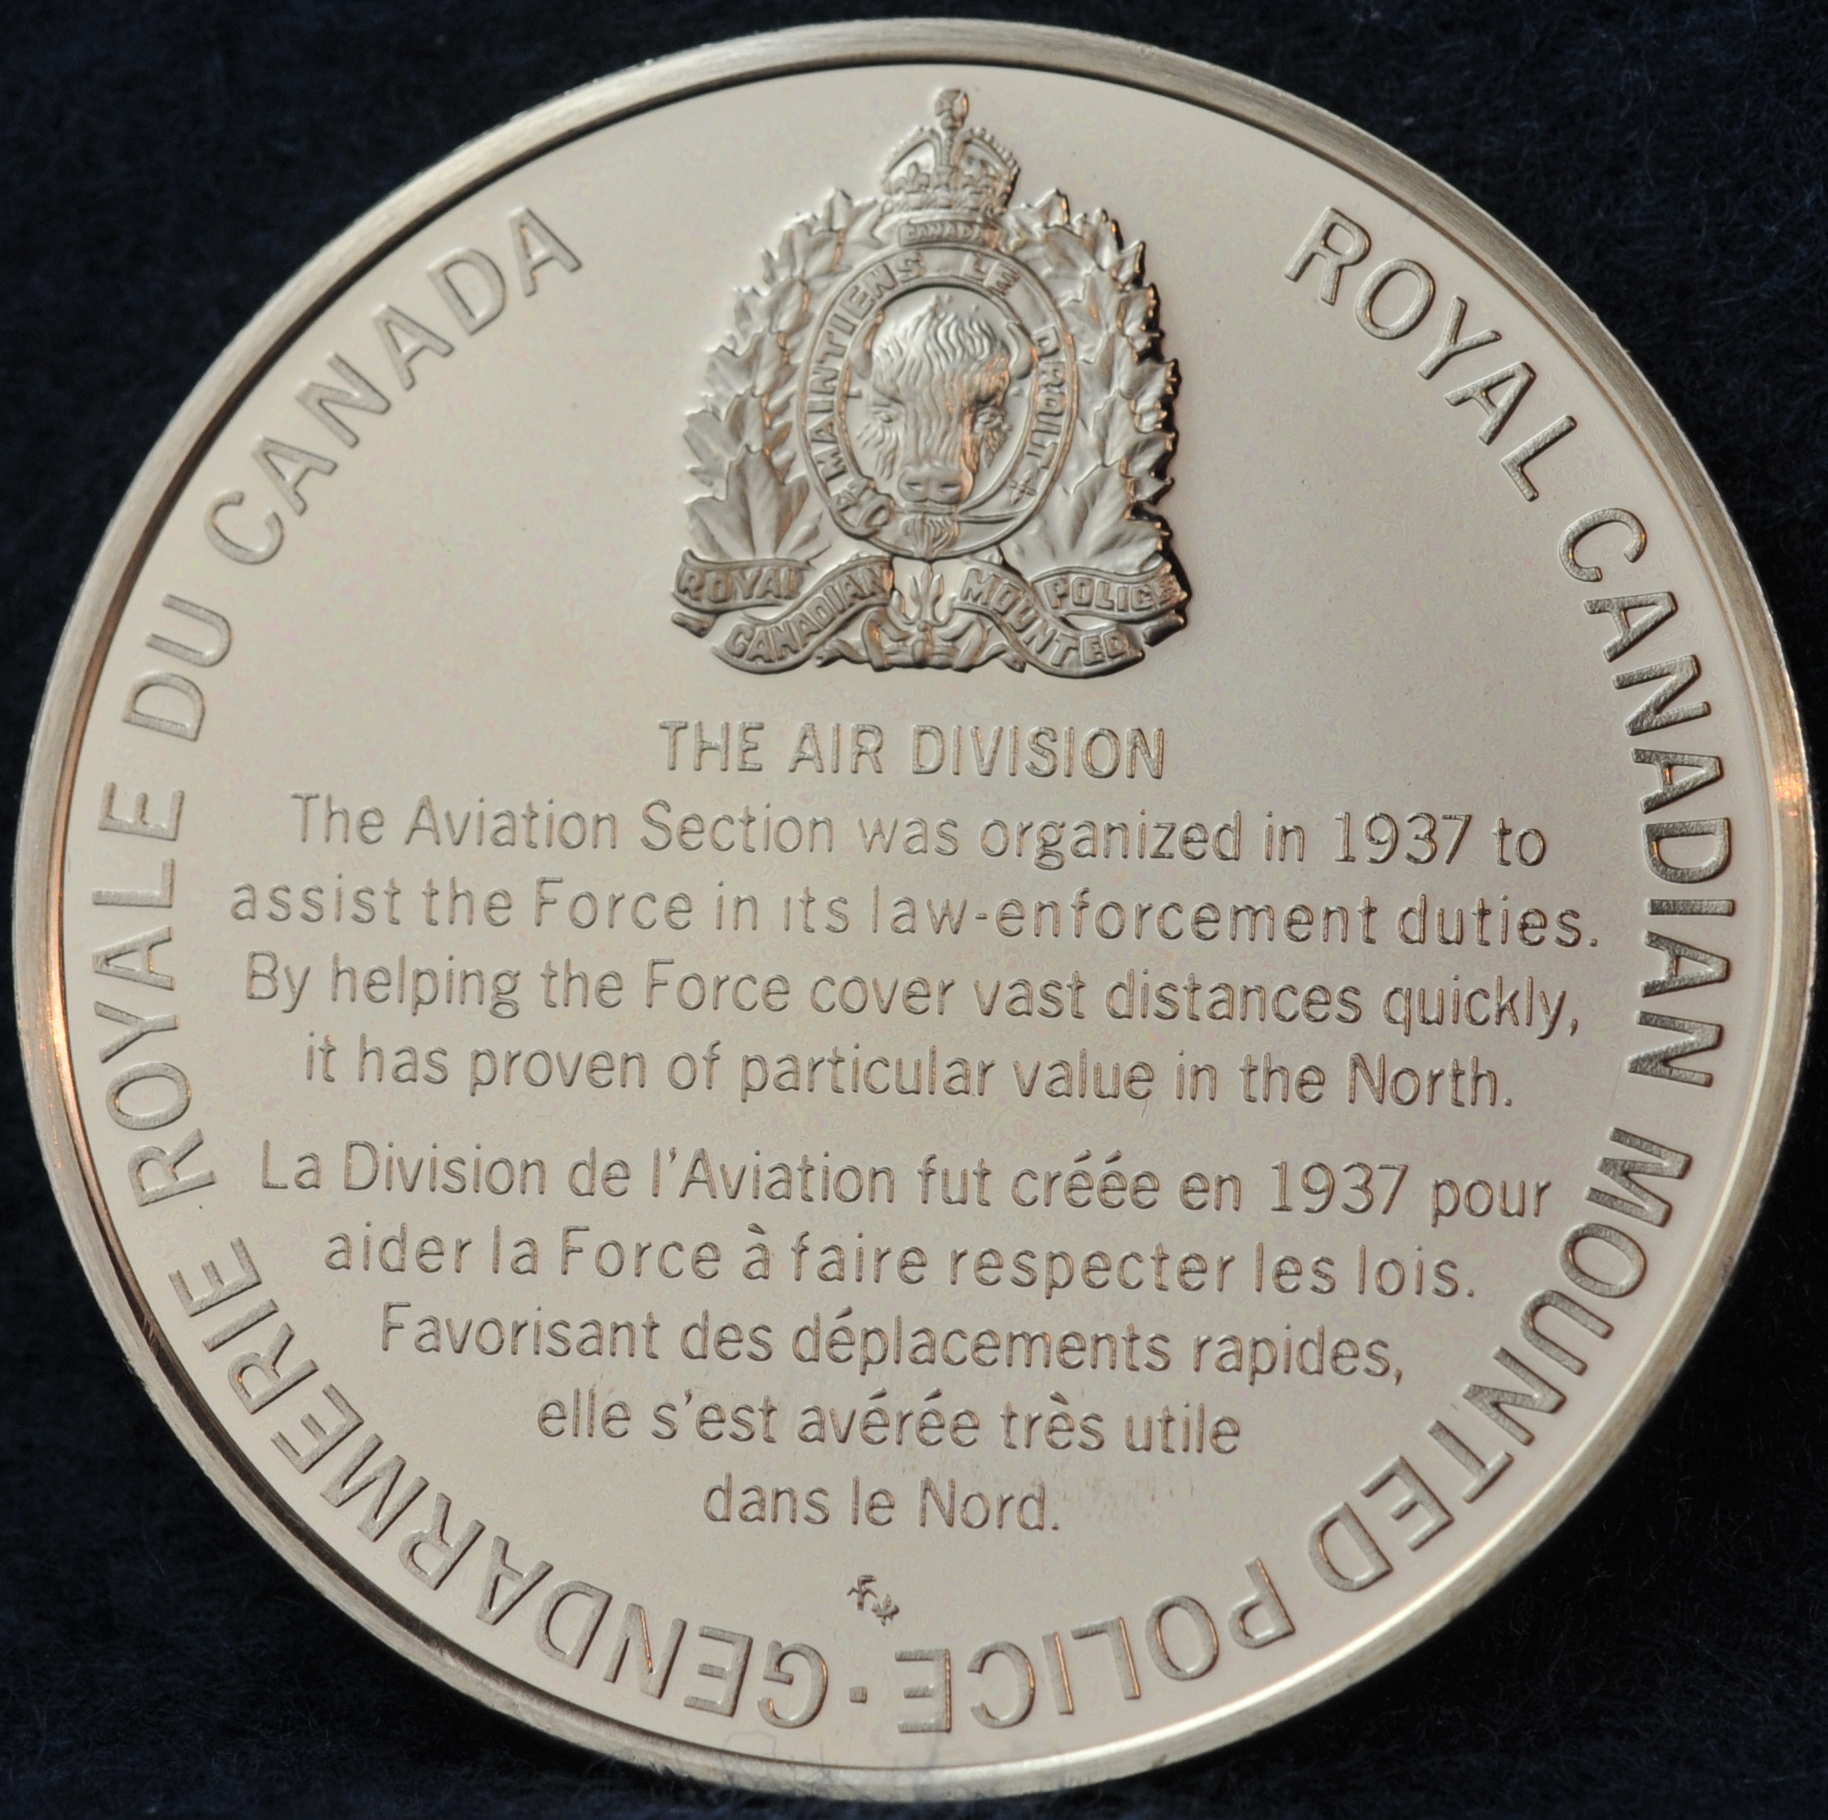 ROYAL CANADIAN MOUNTED POLICE · GENDARMERIE ROYALE DU CANADA
CANADA
MAINTIENS LE DROIT
ROYAL CANADIAN MOUNTED POLICE
THE AIR DIVISION
The Aviation Section was organized in 1937 to
assist the Force in its law-enforcement duties.
By helping the Force cover vast distances quickly,
it has proven of particular value in the North.
La Division de l'Aviation fut créée en 1937 pour
aider la Force à faire respecter les lois.
Favorisant des déplacements rapides,
elle s'est avérée très utile
dans le Nord.